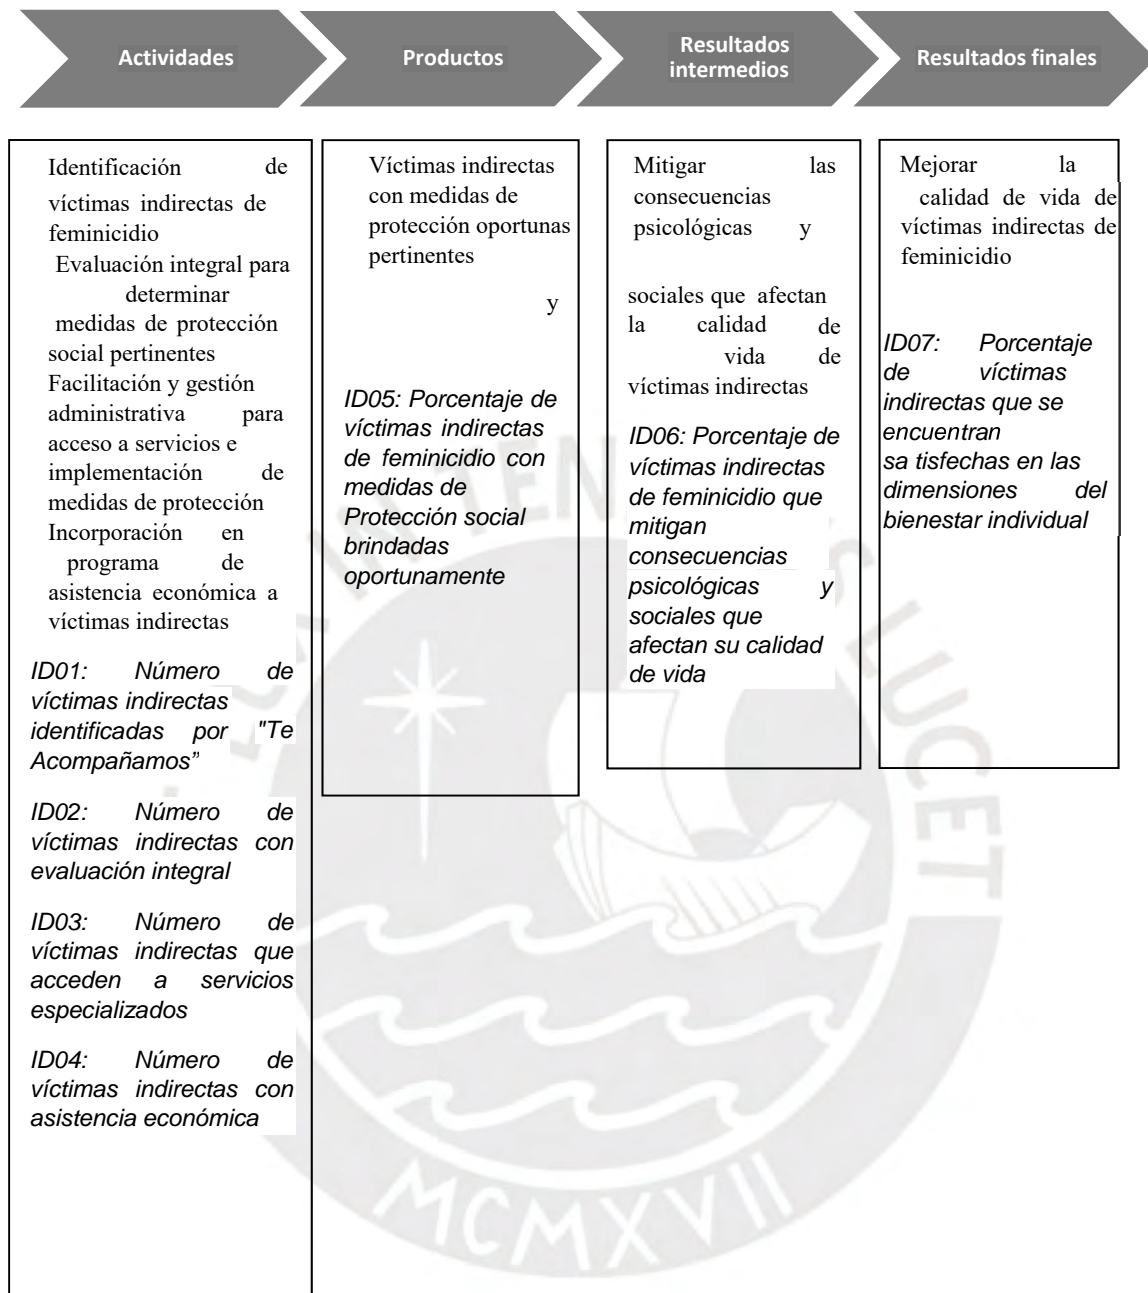 Actividades
Productos
Resultados
intermedios
Resultados finales
Identificación de
víctimas indirectas de
feminicidio
Evaluación integral para
determinar
medidas de protección
social pertinentes
Facilitación y gestión
administrativa para
acceso a servicios e
implementación de
medidas de protección
Incorporación en
programa de
asistencia económica a
víctimas indirectas
ID01: Número de
víctimas indirectas
identificadas por "Te
Acompañamos”
ID02: Número de
víctimas indirectas con
evaluación integral
ID03: Número de
víctimas indirectas que
acceden a servicios
especializados
ID04: Número de
víctimas indirectas con
asistencia económica
Víctimas indirectas
con medidas de
protección oportunas
pertinentes
y
ID05: Porcentaje de
víctimas indirectas
de feminicidio con
medidas de
Protección social
brindadas
oportunamente
Mitigar las
consecuencias
psicológicas y
sociales que afectan
la calidad de
vida de
víctimas indirectas
ID06: Porcentaje de
víctimas indirectas
de feminicidio que
mitigan
consecuencias
psicológicas y
sociales que
afectan su calidad
de vida
Mejorar la
calidad de vida de
víctimas indirectas de
feminicidio
ID07: Porcentaje
de víctimas
indirectas que se
encuentran
sa tisfechas en las
dimensiones del
bienestar individual
MCMXVII